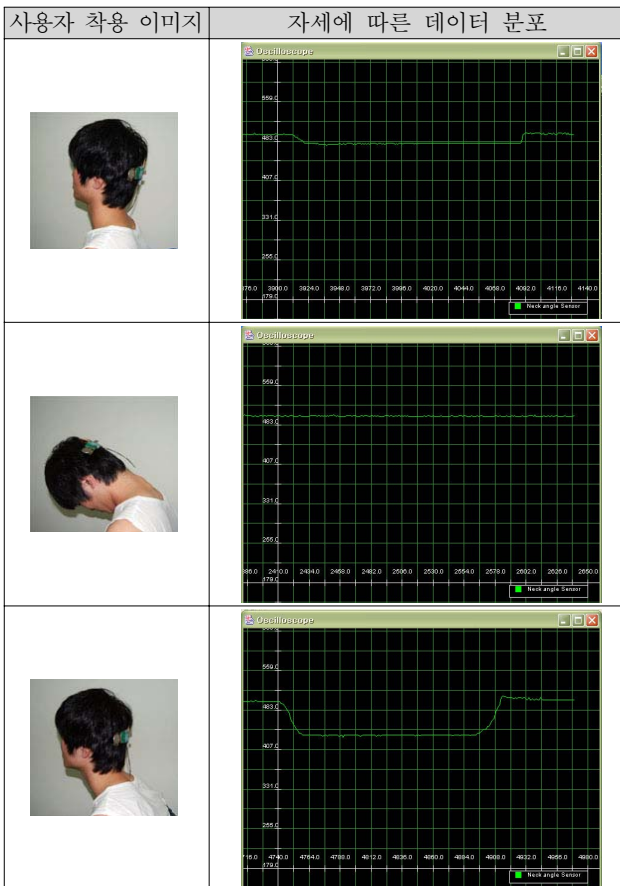 사용자 착용 이미지
자세에 따른 데이터 분포
Oscilloscope
559.0
483.0
407.0
331.0
255.0
3900.0 3924.0 3948.0 3972.0 3996.0 4020.0 4044.0 4068.0 4092.0 4116.0 4140.0
179.0
Neck angle Sensor
Oscilloscope
559.0
483.0
407.0
331.0
255.0
2410.0 2434.0 2458.0 2482.0 2506.0 2530.0 2554.0 2578.0 2602.0 2626.0 2650.0
179.0
Neck angle Sensor
Oscilloscope
559.0
483.0
407.0
331.0
255.0
4740.0 4764.0 4788.0 4812.0 4836.0 4860.0 4884.0 4908.0 4932.0 4956.0 4980.0
179.0
Neck angle Sensor